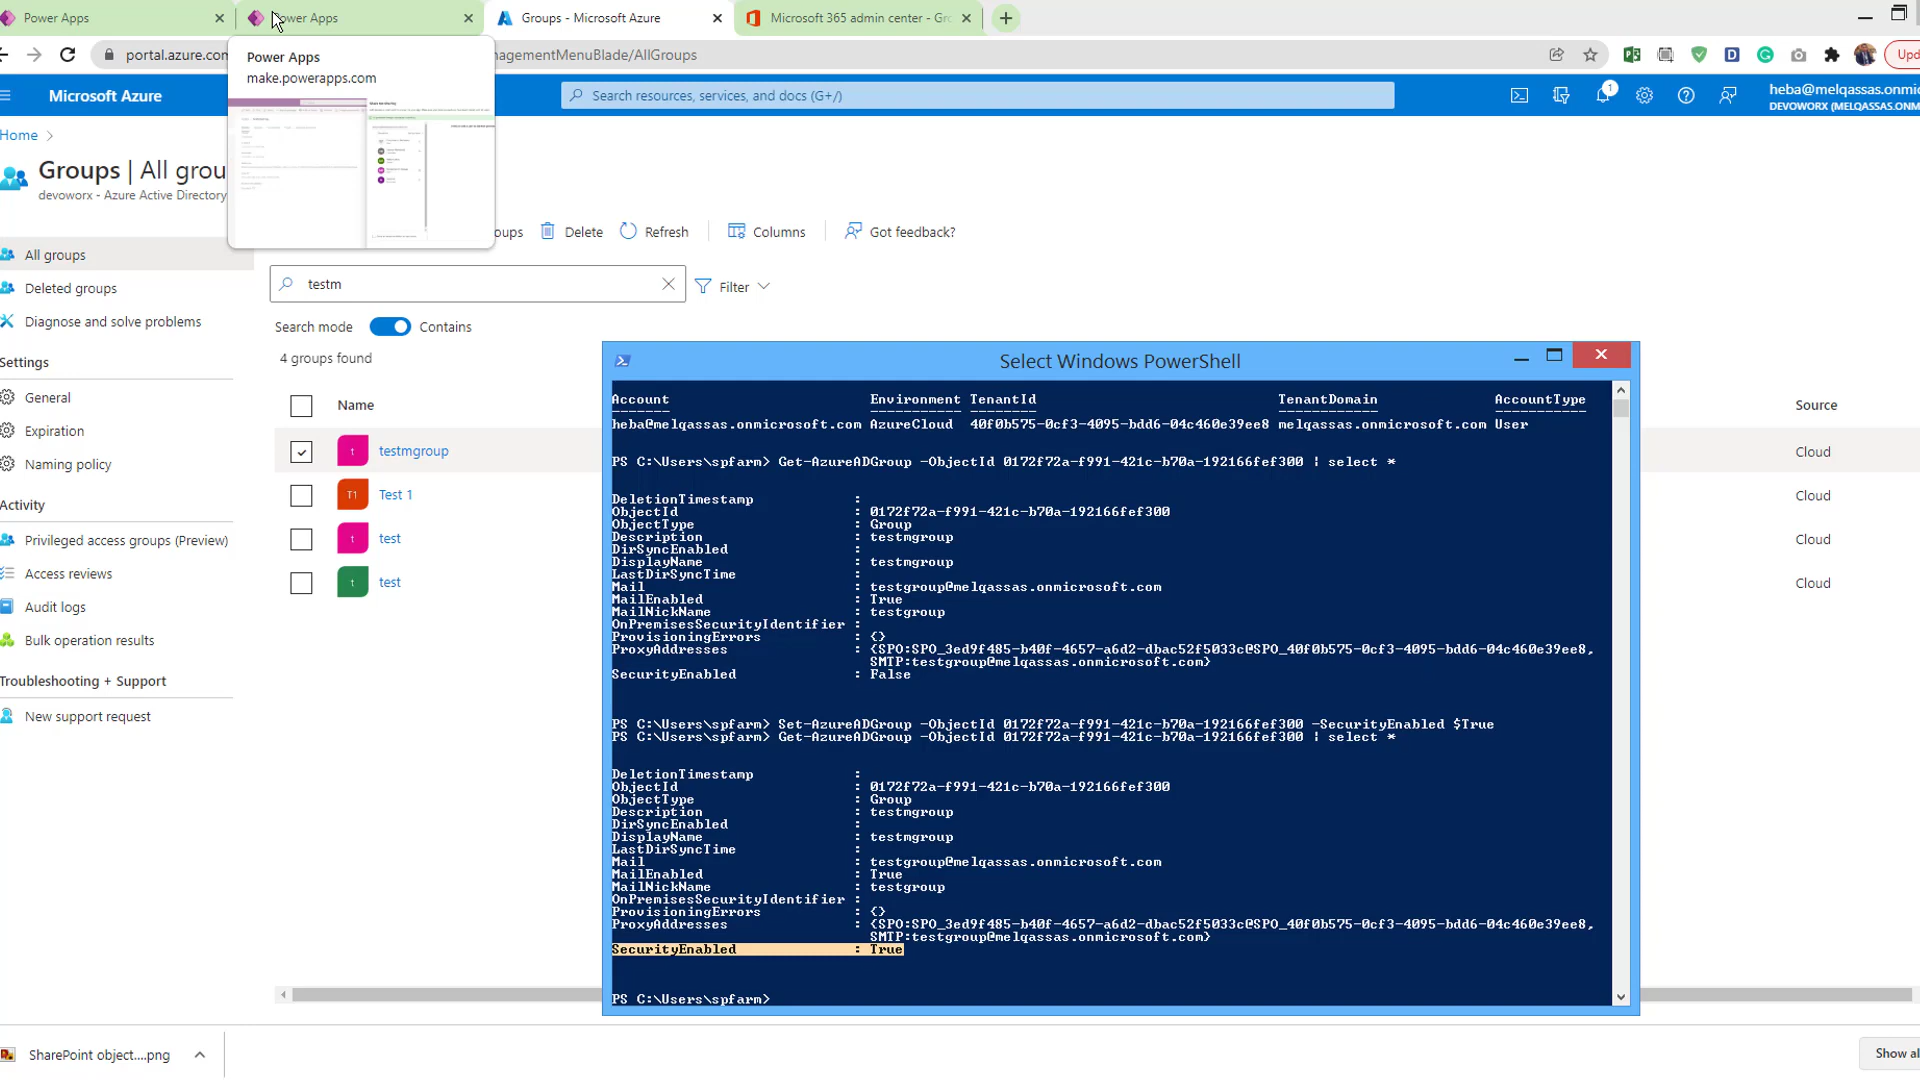 Power Apps
Power Apps
Groups - Microsoft Azure
Microsoft 365 admin center - Gr
portal.azure.com
nagementMenuBlade/AllGroups
Upd
Power Apps
make.powerapps.com
Microsoft Azure
Search resources, services, and docs (G+/)
1
heba@melqassas.onmic
DEVOWORX (MELQASSAS.ONM
Home
Groups | All grou
devoworx - Azure Active Directory
oups
Delete
Refresh
Columns
Got feedback?
All groups
Deleted groups
Diagnose and solve problems
Settings
General
Expiration
Naming policy
Activity
Privileged access groups (Preview)
Access reviews
Audit logs
Bulk operation results
Troubleshooting + Support
New support request
testm
Filter
Search mode
Contains
4 groups found
Name
Source
t
testmgroup
Cloud
T1
Test 1
Cloud
t
test
Cloud
t
test
Cloud
Select Windows PowerShell
Account Environment TenantId TenantDomain AccountType
------- ----------- -------- ------------ -----------
heba@melqassas.onmicrosoft.com AzureCloud 40f0b575-0cf3-4095-bdd6-04c460e39ee8 melqassas.onmicrosoft.com User
PS C:\Users\spfarm> Get-AzureADGroup -ObjectId 0172f72a-f991-421c-b70a-192166fef300 | select *
DeletionTimestamp :
ObjectId : 0172f72a-f991-421c-b70a-192166fef300
ObjectType : Group
Description : testmgroup
DirSyncEnabled :
DisplayName : testmgroup
LastDirSyncTime :
Mail : testgroup@melqassas.onmicrosoft.com
MailEnabled : True
MailNickName : testgroup
OnPremisesSecurityIdentifier :
ProvisioningErrors : {}
ProxyAddresses : {SPO:SPO_3ed9f485-b40f-4657-a6d2-dbac52f5033c@SPO_40f0b575-0cf3-4095-bdd6-04c460e39ee8,
SMTP:testgroup@melqassas.onmicrosoft.com}
SecurityEnabled : False
PS C:\Users\spfarm> Set-AzureADGroup -ObjectId 0172f72a-f991-421c-b70a-192166fef300 -SecurityEnabled $True
PS C:\Users\spfarm> Get-AzureADGroup -ObjectId 0172f72a-f991-421c-b70a-192166fef300 | select *
DeletionTimestamp :
ObjectId : 0172f72a-f991-421c-b70a-192166fef300
ObjectType : Group
Description : testmgroup
DirSyncEnabled :
DisplayName : testmgroup
LastDirSyncTime :
Mail : testgroup@melqassas.onmicrosoft.com
MailEnabled : True
MailNickName : testgroup
OnPremisesSecurityIdentifier :
ProvisioningErrors : {}
ProxyAddresses : {SPO:SPO_3ed9f485-b40f-4657-a6d2-dbac52f5033c@SPO_40f0b575-0cf3-4095-bdd6-04c460e39ee8,
SMTP:testgroup@melqassas.onmicrosoft.com}
SecurityEnabled : True
PS C:\Users\spfarm>
SharePoint object....png
Show al